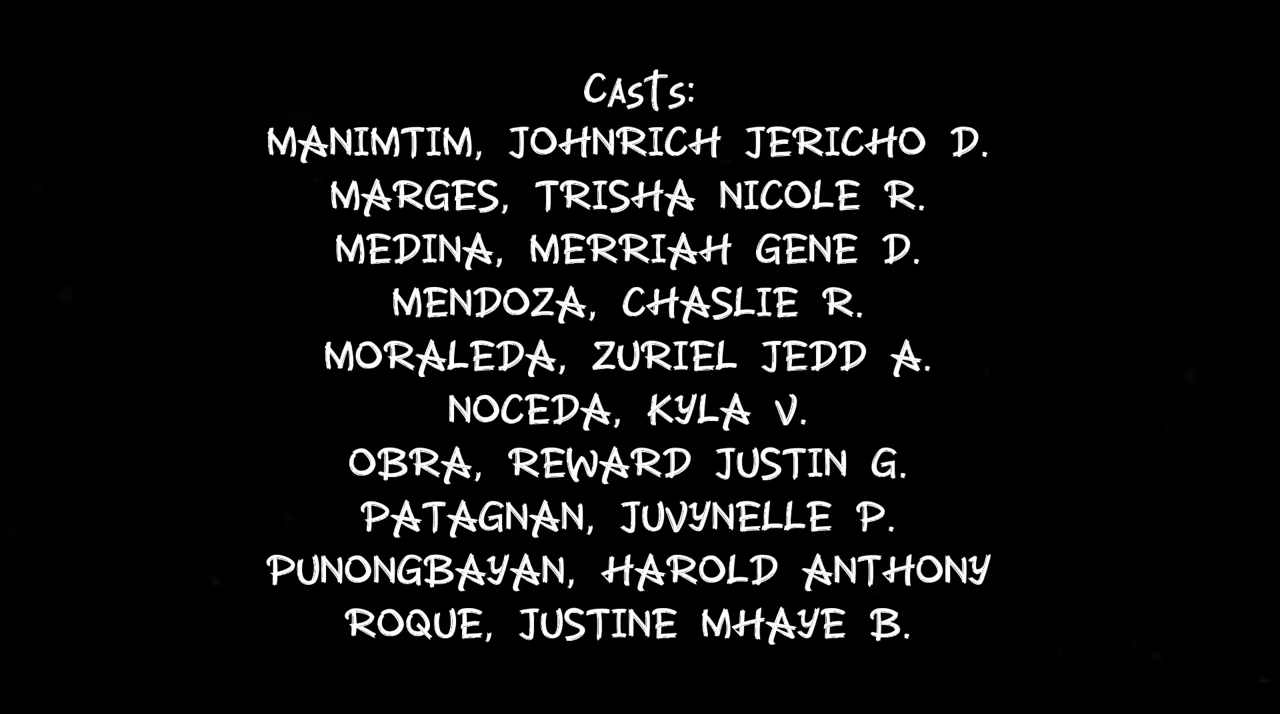 Casts:
MANIMTIM, JOHNRICH JERICHO D.
MARGES, TRISHA NICOLE R.
MEDINA, MERRIAH GENE D.
MENDOZA, CHASLIE R.
MORALEDA, ZURIEL JEDD A.
NOCEDA, KYLA V.
OBRA, REWARD JUSTIN G.
PATAGNAN, JUVYNELLE P.
PUNONGBAYAN, HAROLD ANTHONY
ROQUE, JUSTINE MHAYE B.